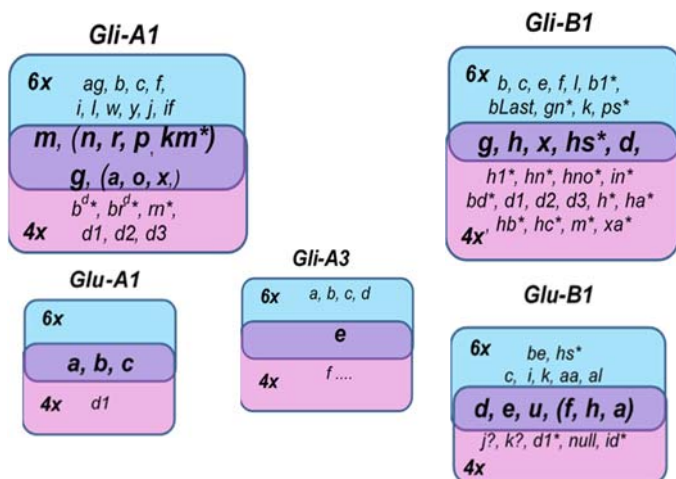 Gli-A1
6x ag, b, c, f,
i, l, w, y, j, if
m, (n, r, p, km*)
g, (a, o, x,)
b^d*, br^d*, rn*,
4x d1, d2, d3
Gli-B1
6x b, c, e, f, l, b1*,
bLast, gn*, k, ps*
g, h, x, hs*, d,
h1*, hn*, hno*, in*
bd*, d1, d2, d3, h*, ha*
4x , hb*, hc*, m*, xa*
Glu-A1
6x
a, b, c
4x d1
Gli-A3
6x a, b, c, d
e
4x f ....
Glu-B1
6x be, hs*
c, i, k, aa, al
d, e, u, (f, h, a)
j?, k?, d1*, null, id*
4x